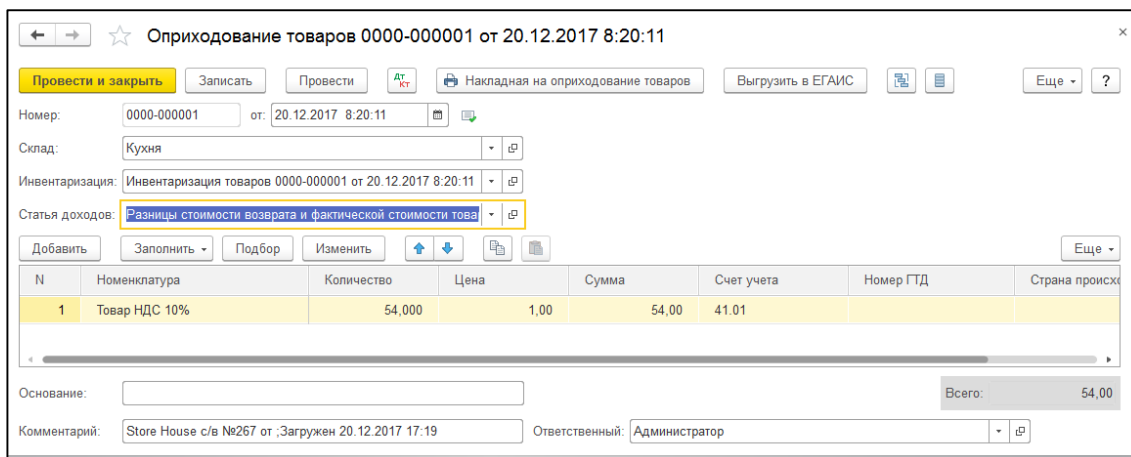 Оприходование товаров 0000-000001 от 20.12.2017 8:20:11
Провести и закрыть Записать Провести Дт Кт Накладная на оприходование товаров Выгрузить в ЕГАИС Еще ?
Номер: 0000-000001 от: 20.12.2017 8:20:11
Склад: Кухня
Инвентаризация: Инвентаризация товаров 0000-000001 от 20.12.2017 8:20:11
Статья доходов: Разницы стоимости возврата и фактической стоимости това
Добавить Заполнить Подбор Изменить Еще
N Номенклатура Количество Цена Сумма Счет учета Номер ГТД Страна происхо
1 Товар НДС 10% 54,000 1,00 54,00 41.01
Основание: Всего: 54,00
Комментарий: Store House с/в №267 от ;Загружен 20.12.2017 17:19 Ответственный: Администратор